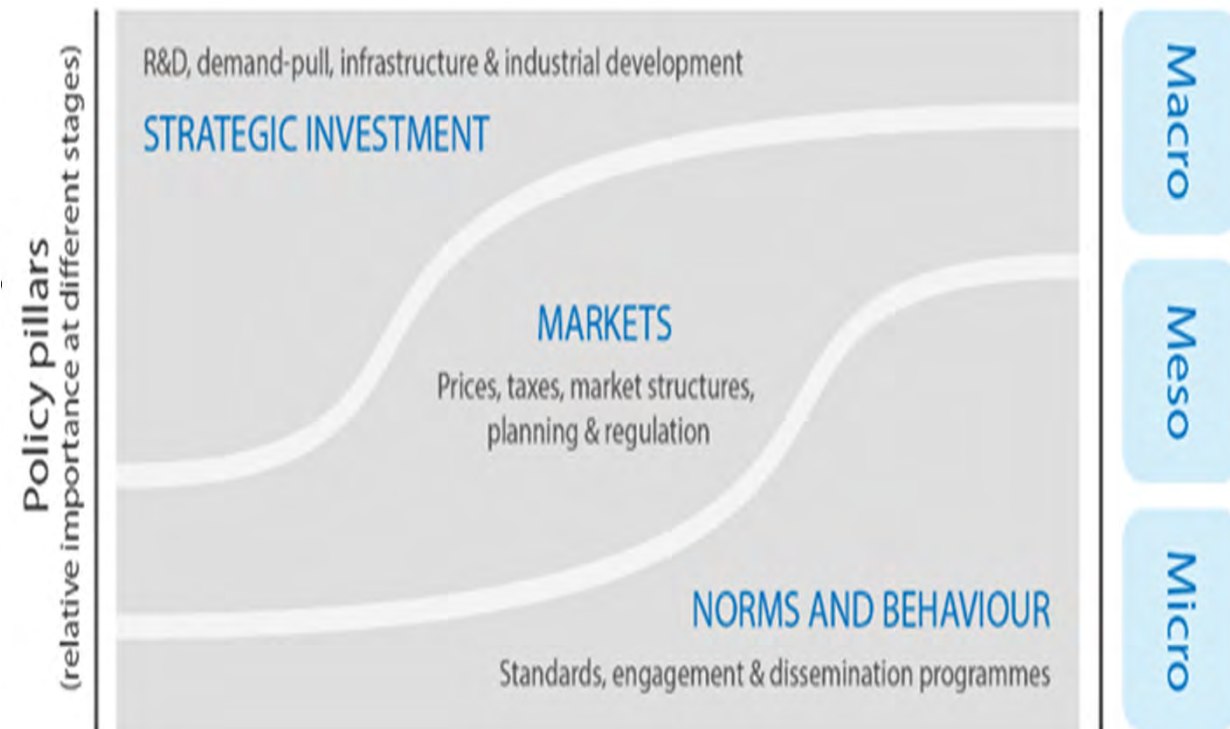 Policy pillars
(relative importance at different stages)
R&D, demand-pull, infrastructure & industrial development
STRATEGIC INVESTMENT
MARKETS
Prices, taxes, market structures,
planning & regulation
NORMS AND BEHAVIOUR
Standards, engagement & dissemination programmes
Macro
Meso
Micro